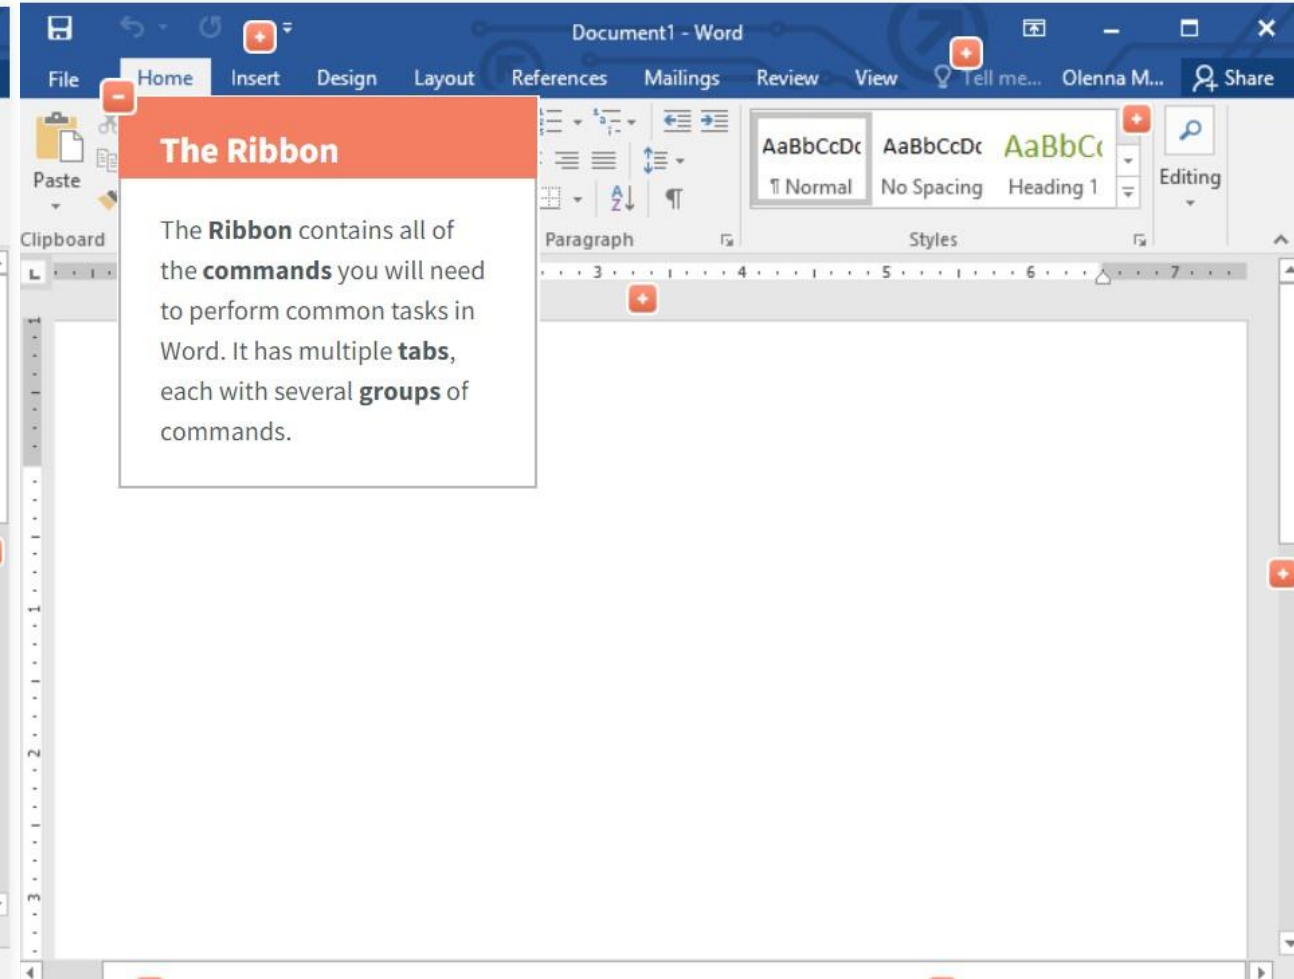 Document1 - Word
File Home Insert Design Layout References Mailings Review View Tell me... Olenna M... Share
The Ribbon
The Ribbon contains all of
the commands you will need
to perform common tasks in
Word. It has multiple tabs,
each with several groups of
commands.
Paste
AaBbCcDc AaBbCcDc AaBbCc
¶ Normal No Spacing Heading 1
Editing
Clipboard Paragraph Styles
3 4 5 6 7
1
1
2
3